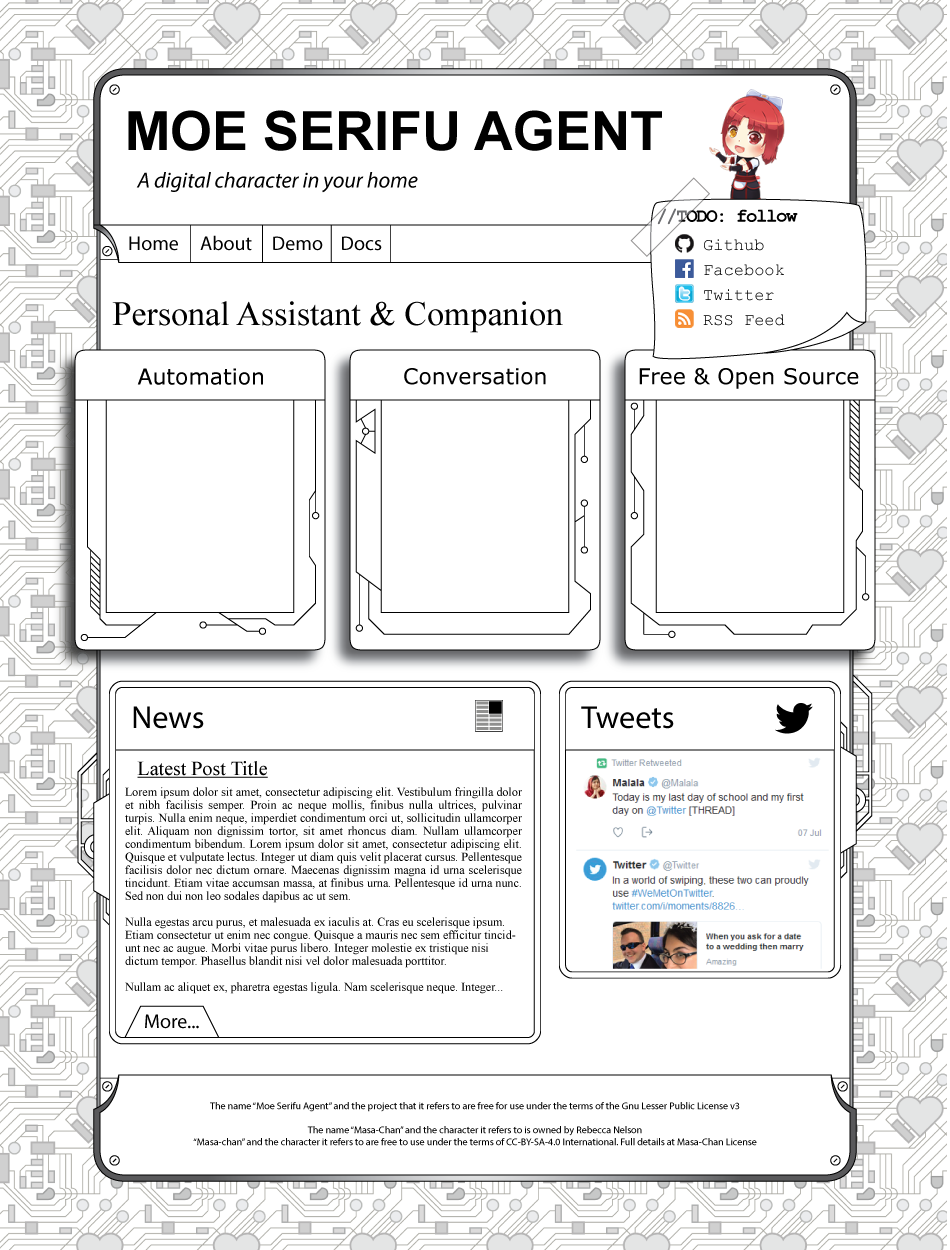 MOE SERIFU AGENT
A digital character in your home
//TODO: follow
Github
Facebook
Twitter
RSS Feed
Home
About
Demo
Docs
Personal Assistant & Companion
Automation
Conversation
Free & Open Source
News
Latest Post Title
Lorem ipsum dolor sit amet, consectetur adipiscing elit. Vestibulum fringilla dolor
et nibh facilisis semper. Proin ac neque mollis, finibus nulla ultrices, pulvinar
turpis. Nulla enim neque, imperdiet condimentum orci ut, sollicitudin ullamcorper
elit. Aliquam non dignissim tortor, sit amet rhoncus diam. Nullam ullamcorper
condimentum bibendum. Lorem ipsum dolor sit amet, consectetur adipiscing elit.
Quisque et vulputate lectus. Integer ut diam quis velit placerat cursus. Pellentesque
facilisis dolor nec dictum ornare. Maecenas dignissim magna id urna scelerisque
tincidunt. Etiam vitae accumsan massa, at finibus urna. Pellentesque id urna nunc.
Sed non dui non leo sodales dapibus ac ut sem.
Nulla egestas arcu purus, et malesuada ex iaculis at. Cras eu scelerisque ipsum.
Etiam consectetur ut enim nec congue. Quisque a mauris nec sem efficitur tincid-
unt nec ac augue. Morbi vitae purus libero. Integer molestie ex tristique nisi
dictum tempor. Phasellus blandit nisi vel dolor malesuada porttitor.
Nullam ac aliquet ex, pharetra egestas ligula. Nam scelerisque neque. Integer...
More...
Tweets
Twitter Retweeted
Malala @Malala
Today is my last day of school and my first
day on @Twitter [THREAD]
07 Jul
Twitter @Twitter
In a world of swiping, these two can proudly
use #WeMetOnTwitter.
twitter.com/i/moments/8826...
When you ask for a date
to a wedding then marry
Amazing
The name "Moe Serifu Agent" and the project that it refers to are free for use under the terms of the Gnu Lesser Public License v3
The name "Masa-Chan" and the character it refers to is owned by Rebecca Nelson
"Masa-chan" and the character it refers to are free to use under the terms of CC-BY-SA-4.0 International. Full details at Masa-Chan License